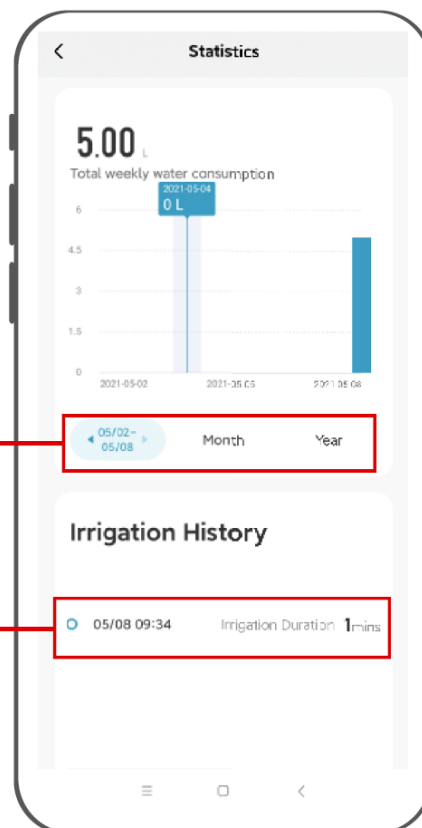 Statistics
5.00 L
Total weekly water consumption
2021-05-04
0 L
6
4.5
3
1.5
0
2021-05-02 2021-05-05 2021-05-08
05/02-
05/08
Month Year
Irrigation History
05/08 09:34 Irrigation Duration 1mins